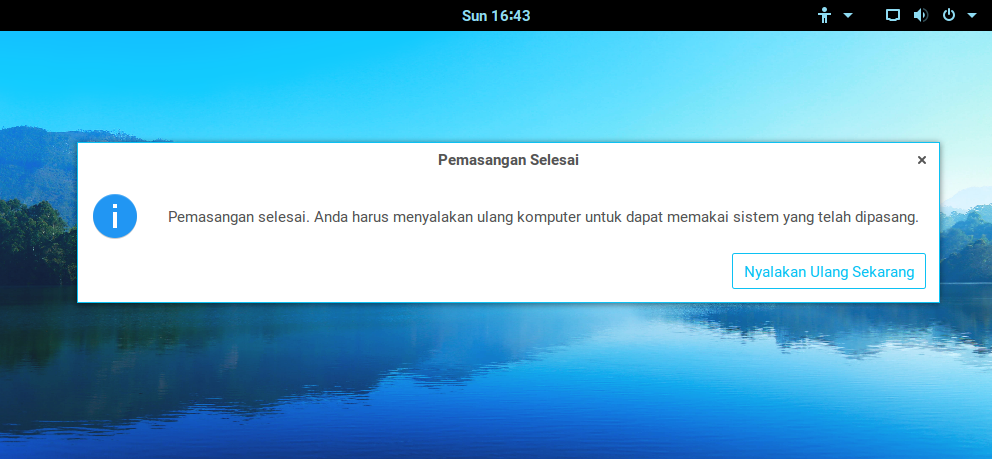 Sun 16:43
Pemasangan Selesai
Pemasangan selesai. Anda harus menyalakan ulang komputer untuk dapat memakai sistem yang telah dipasang.
Nyalakan Ulang Sekarang